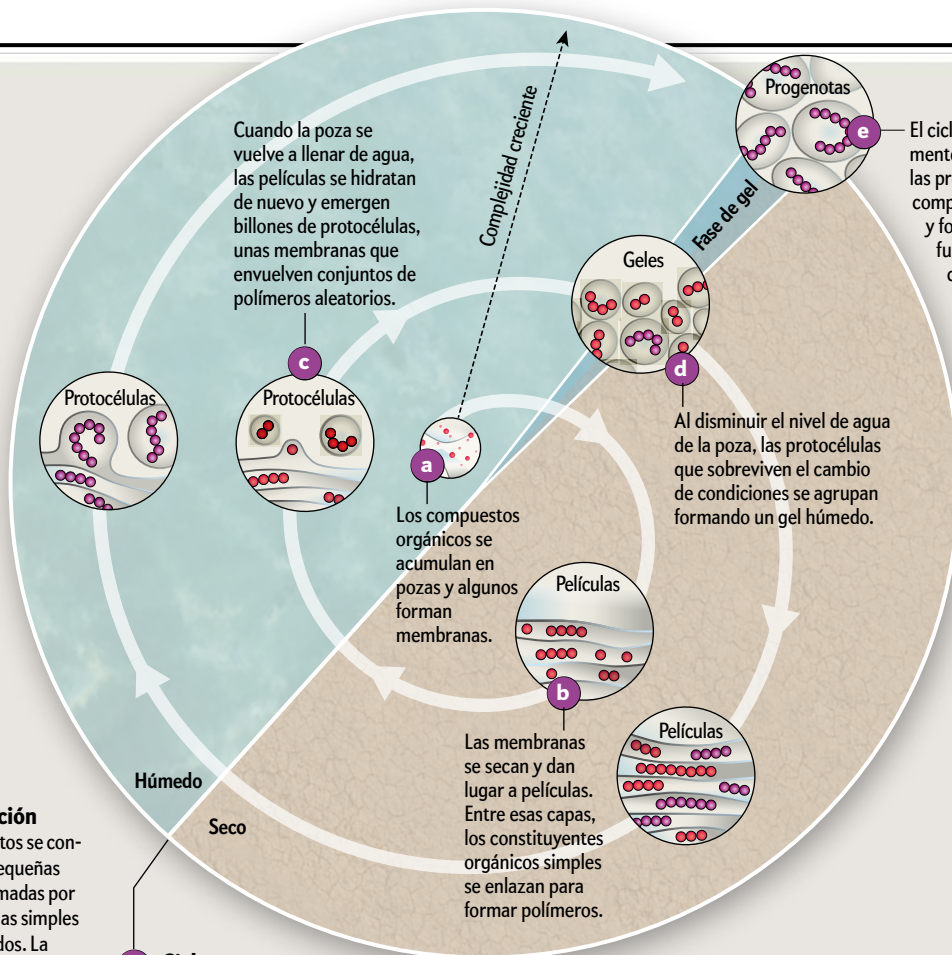 Cuando la poza se
vuelve a llenar de agua,
las películas se hidratan
de nuevo y emergen
billones de protocélulas,
unas membranas que
envuelven conjuntos de
polímeros aleatorios.
c
Complejidad creciente
Progenotas
e
El cicl
mento
las pr
comp
y fo
fu
Fase de gel
Geles
d
Al disminuir el nivel de agua
de la poza, las protocélulas
que sobreviven el cambio
de condiciones se agrupan
formando un gel húmedo.
Protocélulas
Protocélulas
a
Los compuestos
orgánicos se
acumulan en
pozas y algunos
forman
membranas.
Películas
b
Las membranas
se secan y dan
lugar a películas.
Entre esas capas,
los constituyentes
orgánicos simples
se enlazan para
formar polímeros.
Películas
Húmedo
Seco
ción
tos se con-
equeñas
madas por
as simples
dos. La